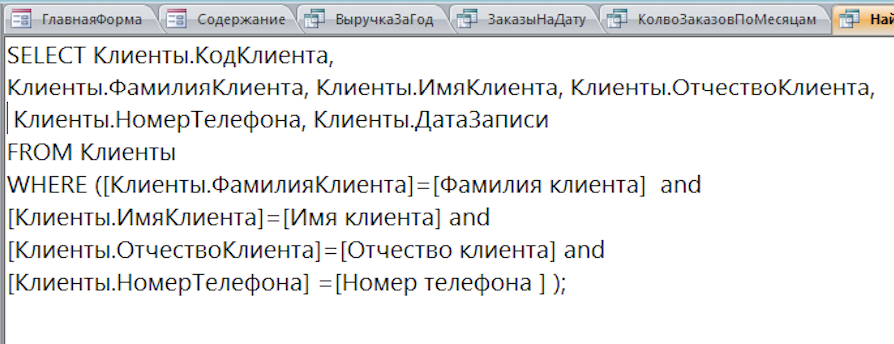 ГлавнаяФорма Содержание ВыручкаЗаГод ЗаказыНаДату КолвоЗаказовПоМесяцам Най
SELECT Клиенты.КодКлиента,
Клиенты.ФамилияКлиента, Клиенты.ИмяКлиента, Клиенты.ОтчествоКлиента,
Клиенты.НомерТелефона, Клиенты.ДатаЗаписи
FROM Клиенты
WHERE ([Клиенты.ФамилияКлиента]=[Фамилия клиента]  and
[Клиенты.ИмяКлиента]=[Имя клиента] and
[Клиенты.ОтчествоКлиента]=[Отчество клиента] and
[Клиенты.НомерТелефона] =[Номер телефона ] );